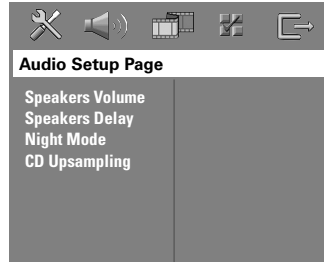 Audio Setup Page
Speakers Volume
Speakers Delay
Night Mode
CD Upsampling